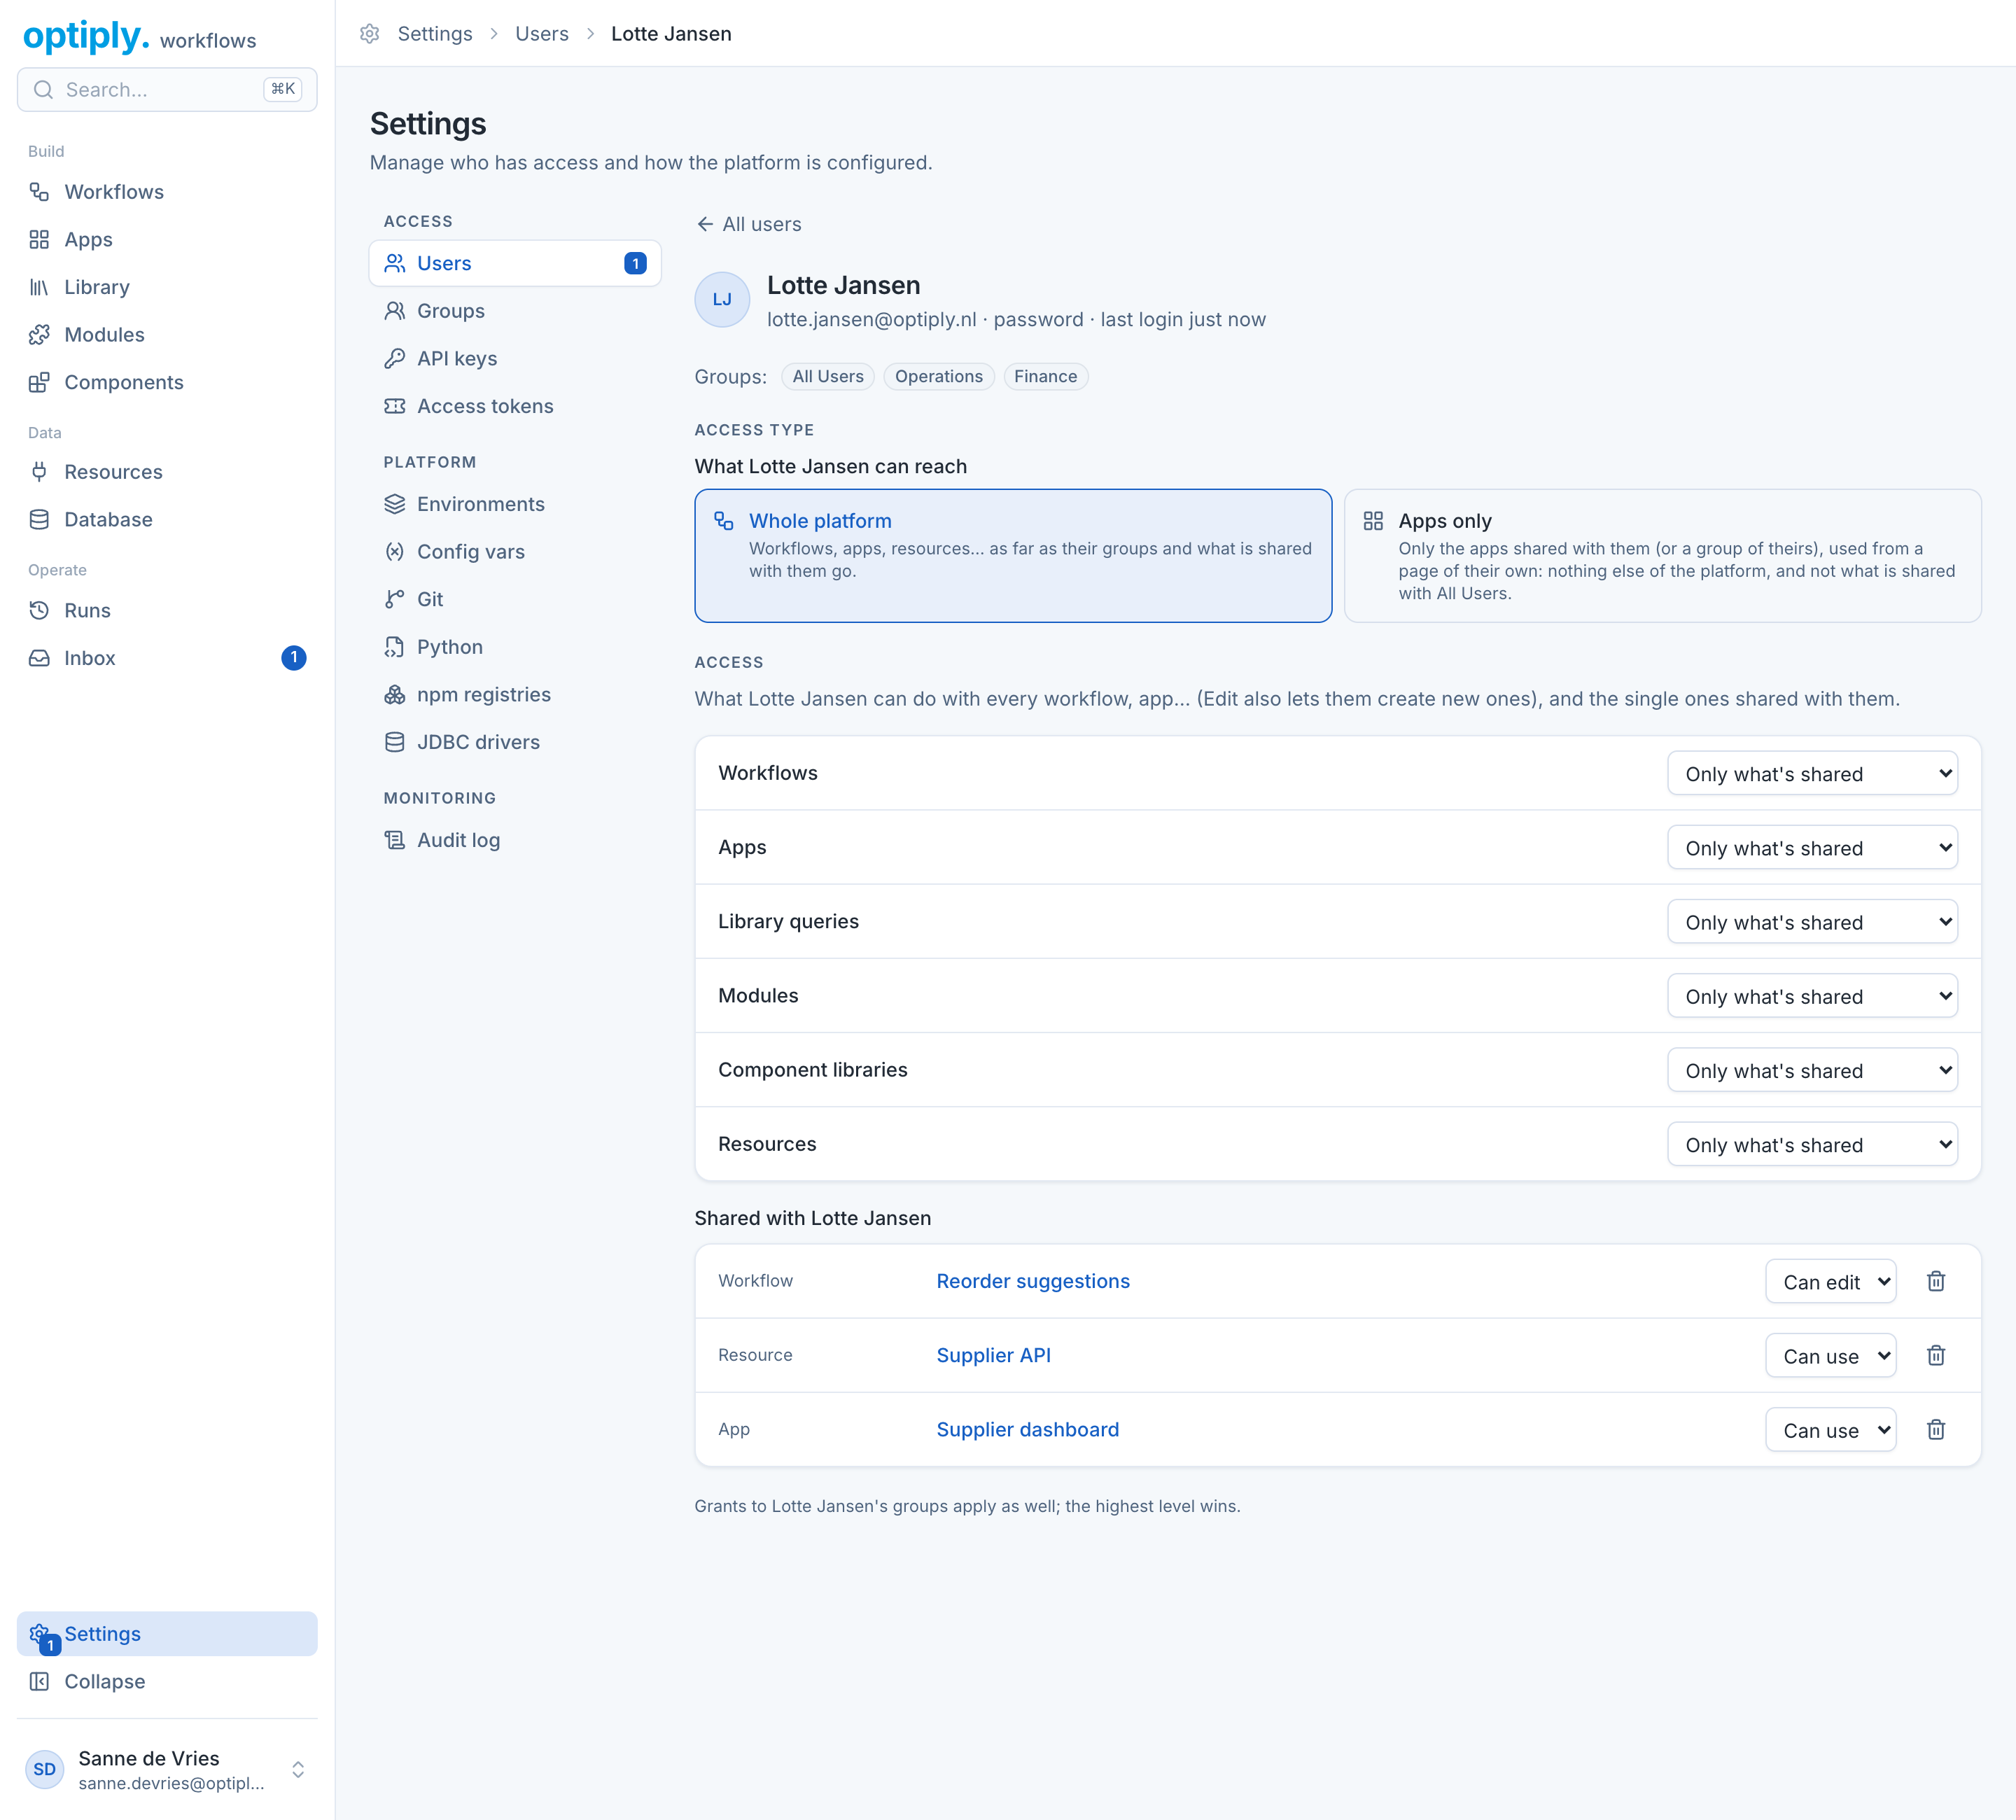 optiply. workflows
Search...
⌘K
Build
Workflows
Apps
Library
Modules
Components
Data
Resources
Database
Operate
Runs
Inbox
1
Settings
1
Collapse
SD
Sanne de Vries
sanne.devries@optipl...
Settings
Users
Lotte Jansen
Settings
Manage who has access and how the platform is configured.
ACCESS
Users
1
Groups
API keys
Access tokens
PLATFORM
Environments
Config vars
Git
Python
npm registries
JDBC drivers
MONITORING
Audit log
All users
LJ
Lotte Jansen
lotte.jansen@optiply.nl · password · last login just now
Groups: All Users Operations Finance
ACCESS TYPE
What Lotte Jansen can reach
Whole platform
Workflows, apps, resources... as far as their groups and what is shared
with them go.
Apps only
Only the apps shared with them (or a group of theirs), used from a
page of their own: nothing else of the platform, and not what is shared
with All Users.
ACCESS
What Lotte Jansen can do with every workflow, app... (Edit also lets them create new ones), and the single ones shared with them.
Workflows Only what's shared
Apps Only what's shared
Library queries Only what's shared
Modules Only what's shared
Component libraries Only what's shared
Resources Only what's shared
Shared with Lotte Jansen
Workflow Reorder suggestions Can edit
Resource Supplier API Can use
App Supplier dashboard Can use
Grants to Lotte Jansen's groups apply as well; the highest level wins.